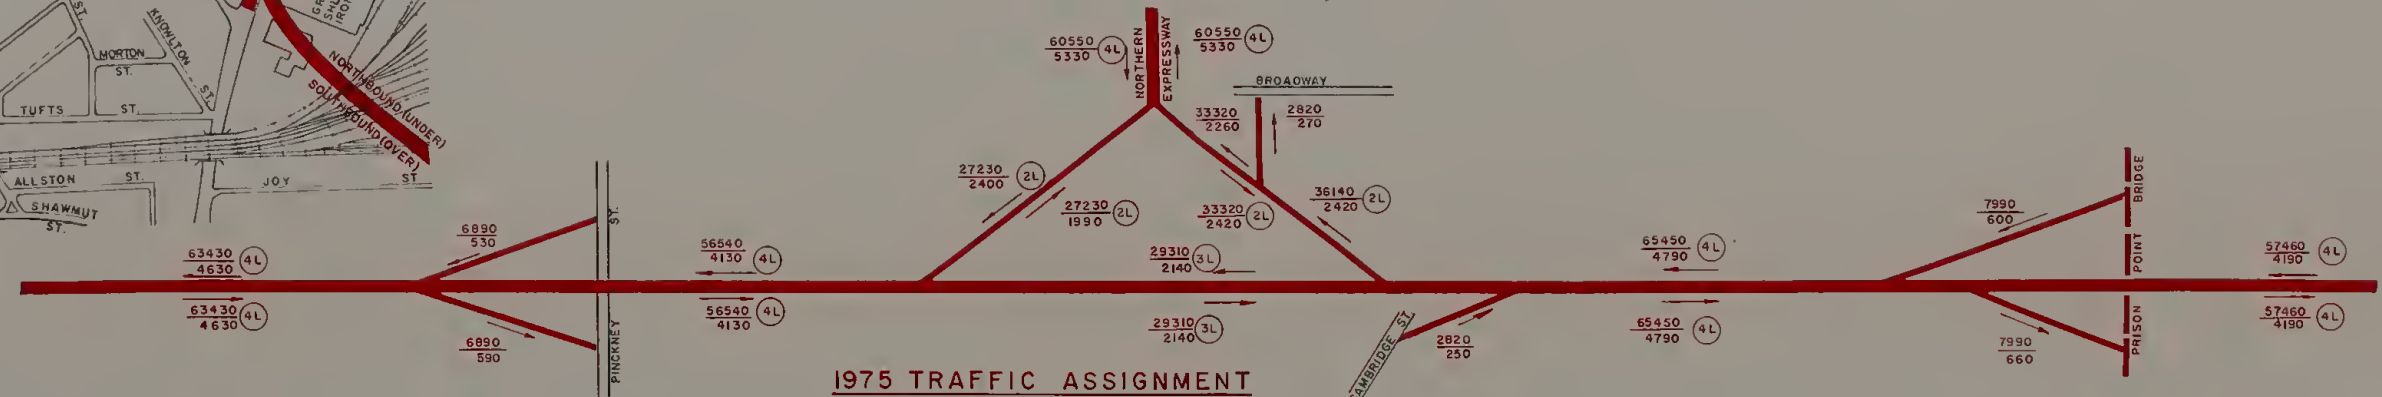 ST.
KNOWLTON
ST.
MORTON
ST.
TUFTS
ST.
ALLSTON
ST.
JOY
ST
SHAWMUT
ST.
NORTHBOUND (UNDER)
SOUTHBOUND (OVER)
60550
5330
4L
NORTHERN
EXPRESSWAY
60550
5330
4L
BROADWAY
33320
2260
2820
270
27230
2400
2L
27230
1990
2L
33320
2420
2L
36140
2420
2L
63430
4630
4L
63430
4630
4L
6890
530
6890
590
PINCKNEY
ST.
56540
4130
4L
56540
4130
4L
29310
2140
3L
29310
2140
3L
2820
250
65450
4790
4L
65450
4790
4L
7990
600
7990
660
PRISON POINT BRIDGE
57460
4190
4L
57460
4190
4L
1975 TRAFFIC ASSIGNMENT